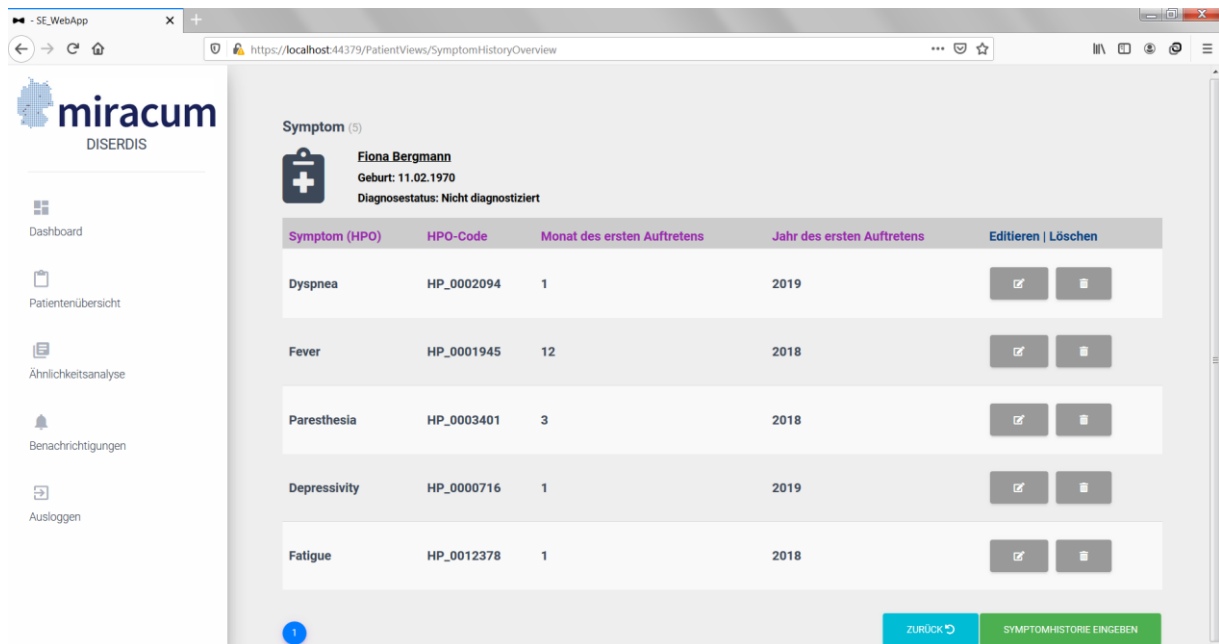 - SE_WebApp
https://localhost:44379/PatientViews/SymptomHistoryOverview
miracum
DISERDIS
Dashboard
Patientenübersicht
Ähnlichkeitsanalyse
Benachrichtigungen
Ausloggen
Symptom (5)
Fiona Bergmann
Geburt: 11.02.1970
Diagnosestatus: Nicht diagnostiziert
Symptom (HPO) HPO-Code Monat des ersten Auftretens Jahr des ersten Auftretens Editieren | Löschen
Dyspnea HP_0002094 1 2019
Fever HP_0001945 12 2018
Paresthesia HP_0003401 3 2018
Depressivity HP_0000716 1 2019
Fatigue HP_0012378 1 2018
1 ZURÜCK SYMPTOMHISTORIE EINGEBEN